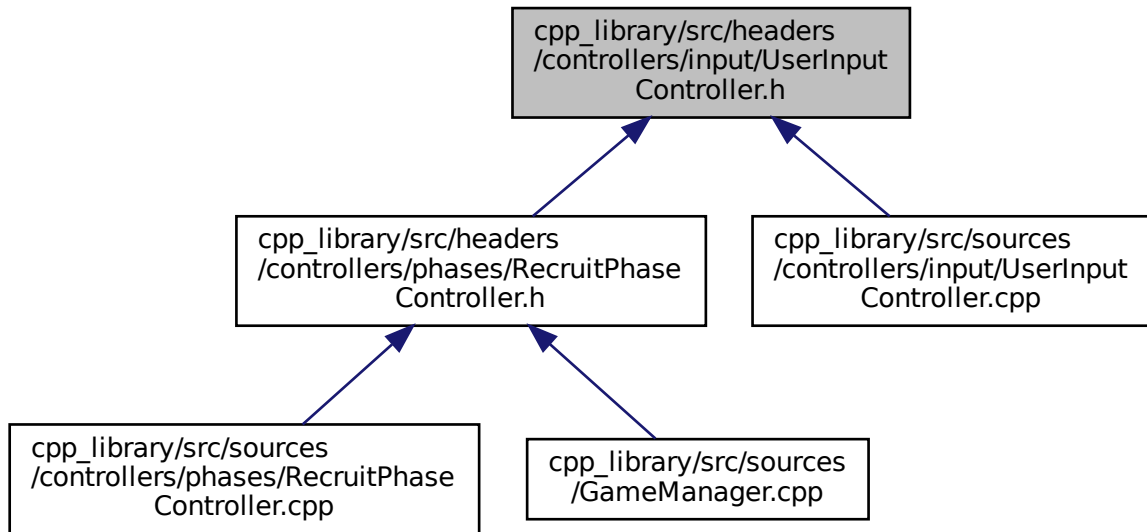 cpp_library/src/headers
/controllers/input/UserInput
Controller.h
cpp_library/src/headers
/controllers/phases/RecruitPhase
Controller.h
cpp_library/src/sources
/controllers/input/UserInput
Controller.cpp
cpp_library/src/sources
/controllers/phases/RecruitPhase
Controller.cpp
cpp_library/src/sources
/GameManager.cpp